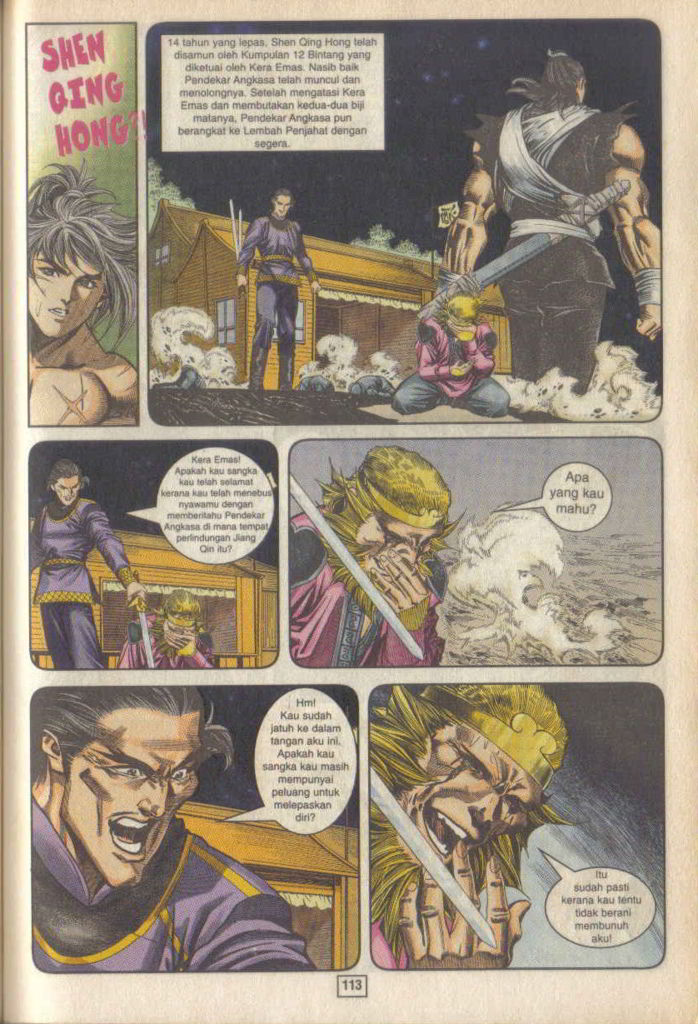 SHEN
QING
HONG?!
14 tahun yang lepas, Shen Qing Hong telah
disamun oleh Kumpulan 12 Bintang yang
diketuai oleh Kera Emas. Nasib baik
Pendekar Angkasa telah muncul dan
menolongnya. Setelah mengatasi Kera
Emas dan membutakan kedua-dua biji
matanya, Pendekar Angkasa pun
berangkat ke Lembah Penjahat dengan
segera.
Kera Emas!
Apakah kau sangka
kau telah selamat
kerana kau telah menebus
nyawamu dengan
memberitahu Pendekar
Angkasa di mana tempat
perlindungan Jiang
Qin itu?
Apa
yang kau
mahu?
Hm!
Kau sudah
jatuh ke dalam
tangan aku ini.
Apakah kau
sangka kau masih
mempunyai
peluang untuk
melepaskan
diri?
Itu
sudah pasti
kerana kau tentu
tidak berani
membunuh
aku!
113